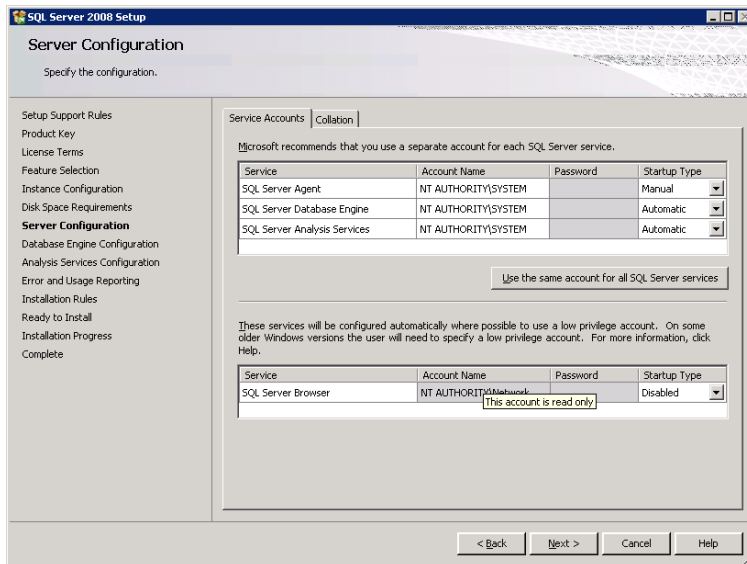 SQL Server 2008 Setup
Server Configuration
Specify the configuration.
Setup Support Rules
Product Key
License Terms
Feature Selection
Instance Configuration
Disk Space Requirements
Server Configuration
Database Engine Configuration
Analysis Services Configuration
Error and Usage Reporting
Installation Rules
Ready to Install
Installation Progress
Complete
Service Accounts Collation
Microsoft recommends that you use a separate account for each SQL Server service.
Service Account Name Password Startup Type
SQL Server Agent NT AUTHORITY\SYSTEM Manual
SQL Server Database Engine NT AUTHORITY\SYSTEM Automatic
SQL Server Analysis Services NT AUTHORITY\SYSTEM Automatic
Use the same account for all SQL Server services
These services will be configured automatically where possible to use a low privilege account. On some
older Windows versions the user will need to specify a low privilege account. For more information, click
Help.
Service Account Name Password Startup Type
SQL Server Browser NT AUTHORITY\Network Disabled
This account is read only
< Back Next > Cancel Help